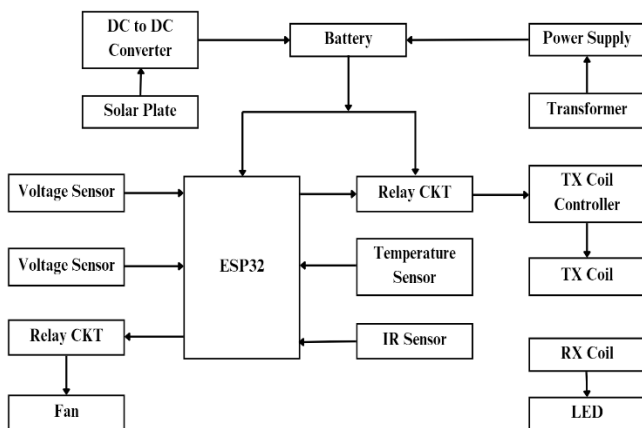 DC to DC
Converter
Battery
Power Supply
Solar Plate
Transformer
Voltage Sensor
Relay CKT
TX Coil
Controller
Voltage Sensor
ESP32
Temperature
Sensor
TX Coil
Relay CKT
IR Sensor
RX Coil
Fan
LED